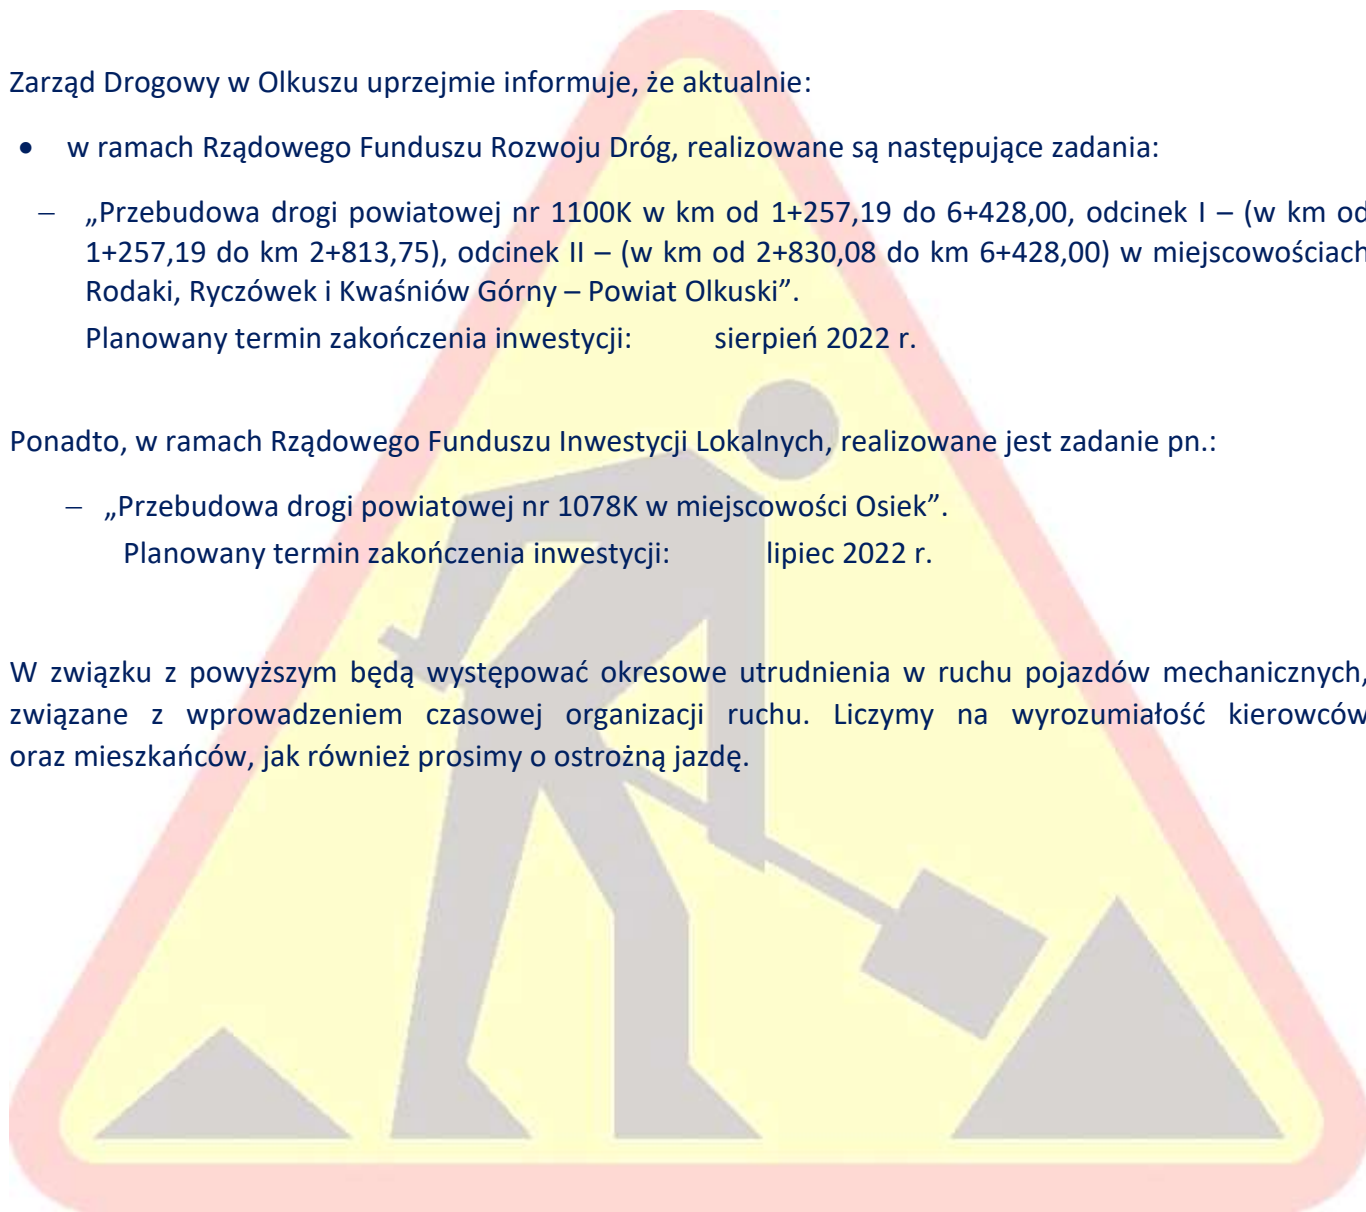 Zarząd Drogowy w Olkuszu uprzejmie informuje, że aktualnie:
• w ramach Rządowego Funduszu Rozwoju Dróg, realizowane są następujące zadania:
– „Przebudowa drogi powiatowej nr 1100K w km od 1+257,19 do 6+428,00, odcinek I – (w km od
1+257,19 do km 2+813,75), odcinek II – (w km od 2+830,08 do km 6+428,00) w miejscowościach
Rodaki, Ryczówek i Kwaśniów Górny – Powiat Olkuski”.
Planowany termin zakończenia inwestycji: sierpień 2022 r.
Ponadto, w ramach Rządowego Funduszu Inwestycji Lokalnych, realizowane jest zadanie pn.:
– „Przebudowa drogi powiatowej nr 1078K w miejscowości Osiek”.
Planowany termin zakończenia inwestycji: lipiec 2022 r.
W związku z powyższym będą występować okresowe utrudnienia w ruchu pojazdów mechanicznych,
związane z wprowadzeniem czasowej organizacji ruchu. Liczymy na wyrozumiałość kierowców
oraz mieszkańców, jak również prosimy o ostrożną jazdę.